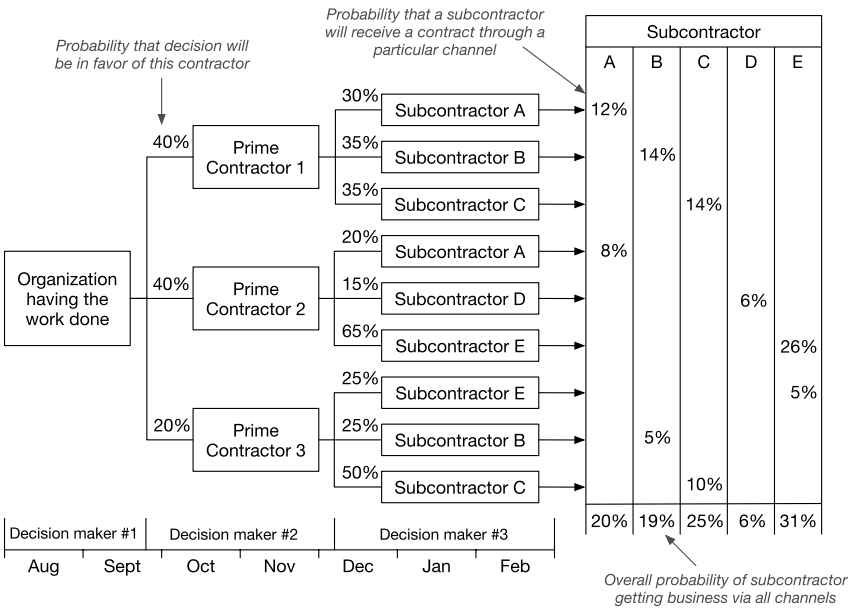 Probability that a subcontractor
will receive a contract through a
particular channel
Probability that decision will
be in favor of this contractor
Subcontractor
A B C D E
30% Subcontractor A 12%
40% Prime
Contractor 1
35% Subcontractor B 14%
35% Subcontractor C 14%
20% Subcontractor A 8%
Organization
having the
work done
40% Prime
Contractor 2
15% Subcontractor D 6%
65% Subcontractor E 26%
25% Subcontractor E 5%
20% Prime
Contractor 3
25% Subcontractor B 5%
50% Subcontractor C 10%
20% 19% 25% 6% 31%
Decision maker #1 Decision maker #2 Decision maker #3
Aug Sept Oct Nov Dec Jan Feb
Overall probability of subcontractor
getting business via all channels